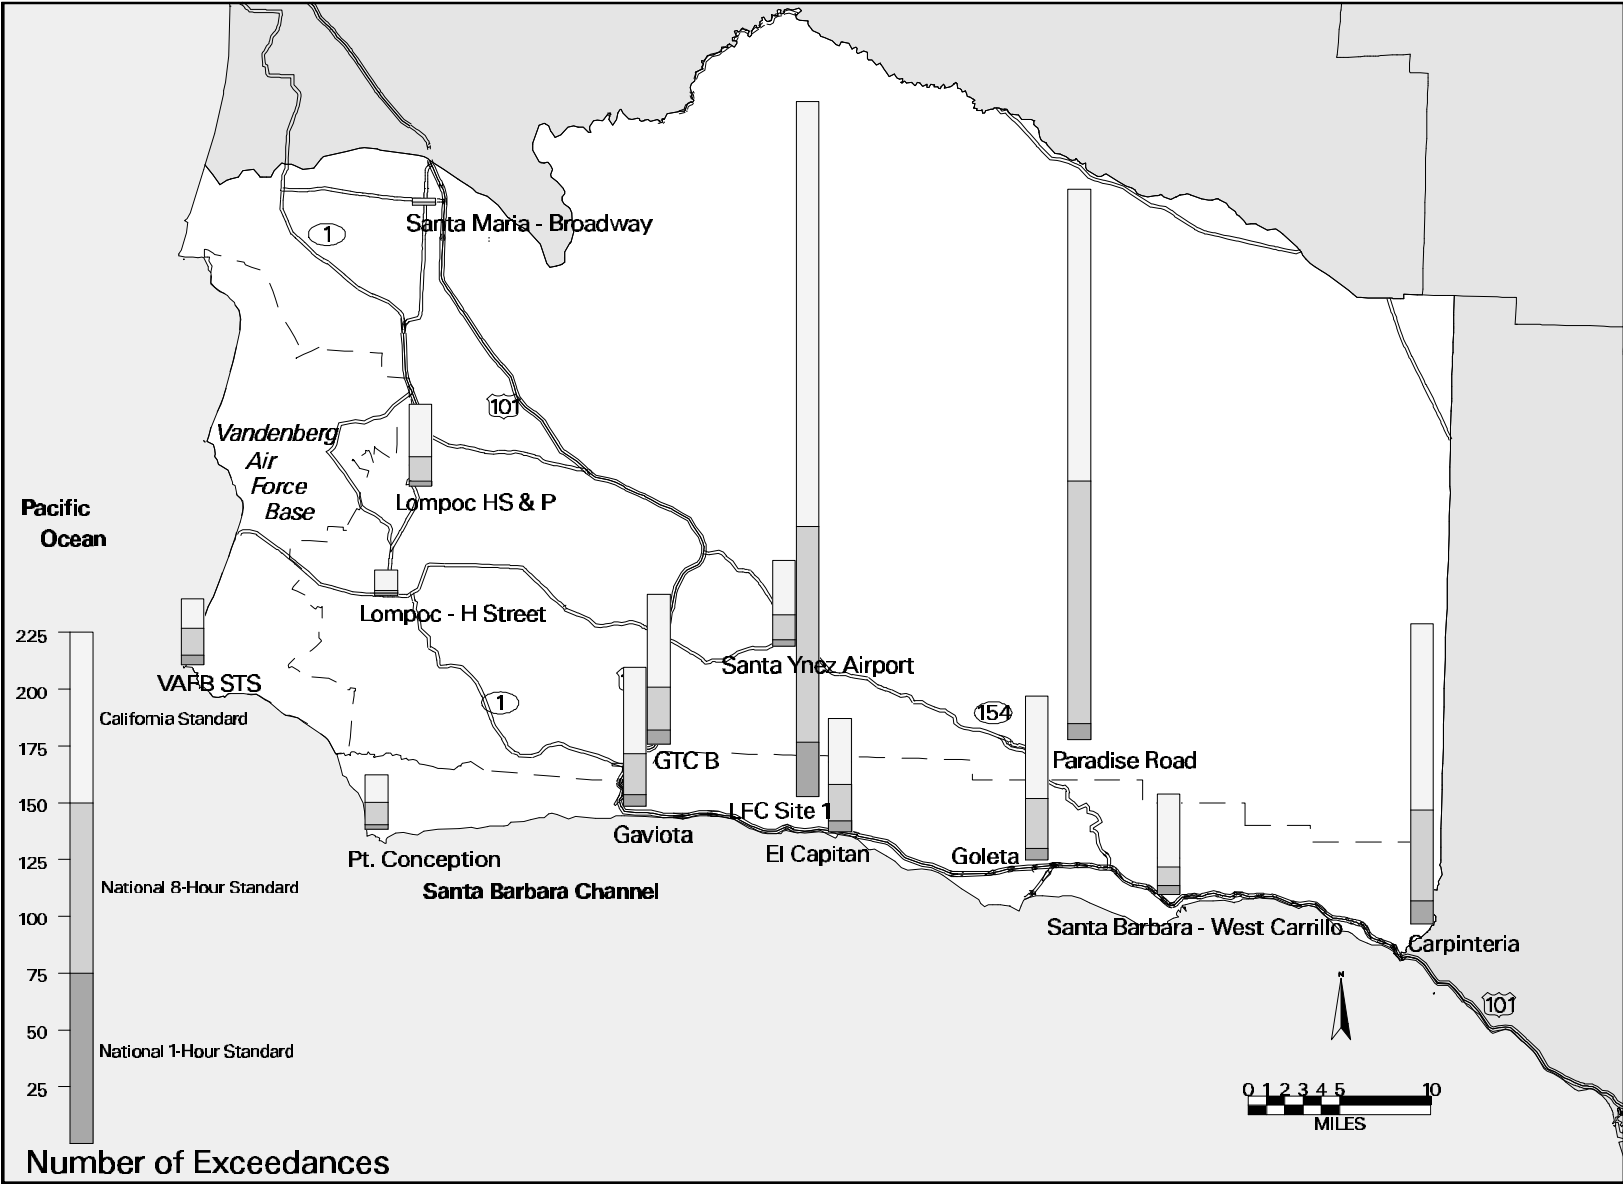 Santa Maria - Broadway
1
101
Vandenberg
Air
Force
Base
Pacific
Ocean
Lompoc HS & P
Lompoc - H Street
VAFB STS
Santa Ynez Airport
1
154
GTC B
Paradise Road
LFC Site 1
Gaviota
El Capitan
Goleta
Pt. Conception
Santa Barbara Channel
Santa Barbara - West Carrillo
Carpinteria
101
225
200
175
150
125
100
75
50
25
California Standard
National 8-Hour Standard
National 1-Hour Standard
N
0 1 2 3 4 5 10
MILES
Number of Exceedances